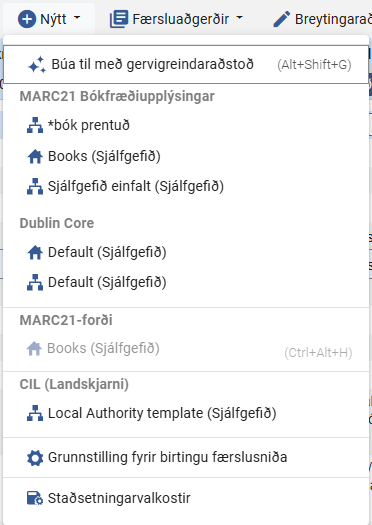 Nýtt Færsluaðgerðir
Búa til með gervigreindaraðstoð (Alt+Shift+G)
MARC21 Bókfræðiupplýsingar
*bók prentuð
Books (Sjálfgefið)
Sjálfgefið einfalt (Sjálfgefið)
Dublin Core
Default (Sjálfgefið)
Default (Sjálfgefið)
MARC21-forði
Books (Sjálfgefið) (Ctrl+Alt+H)
CIL (Landskjarni)
Local Authority template (Sjálfgefið)
Grunnstilling fyrir birtingu færslusniða
Staðsetningarvalkostir